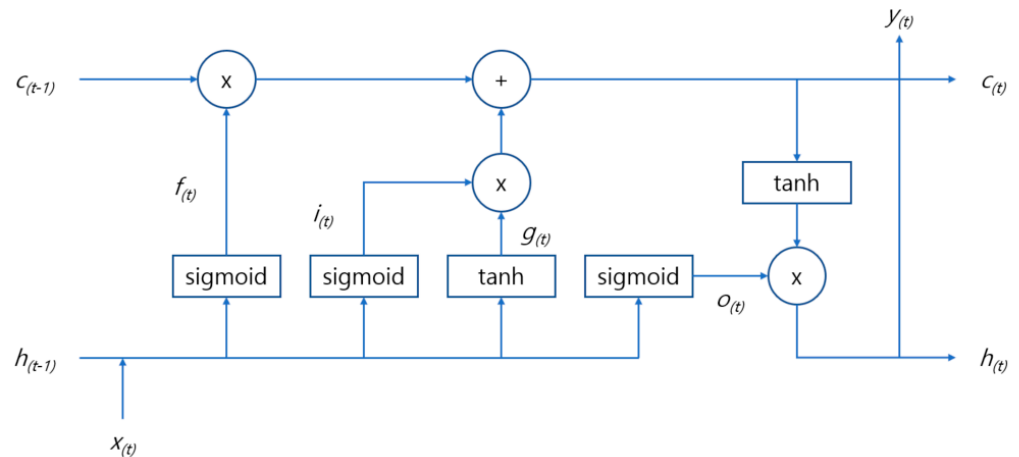 y(t)
c(t-1) x + c(t)
tanh
f(t) x
i(t)
g(t)
sigmoid sigmoid tanh sigmoid x
o(t)
h(t-1) h(t)
x(t)